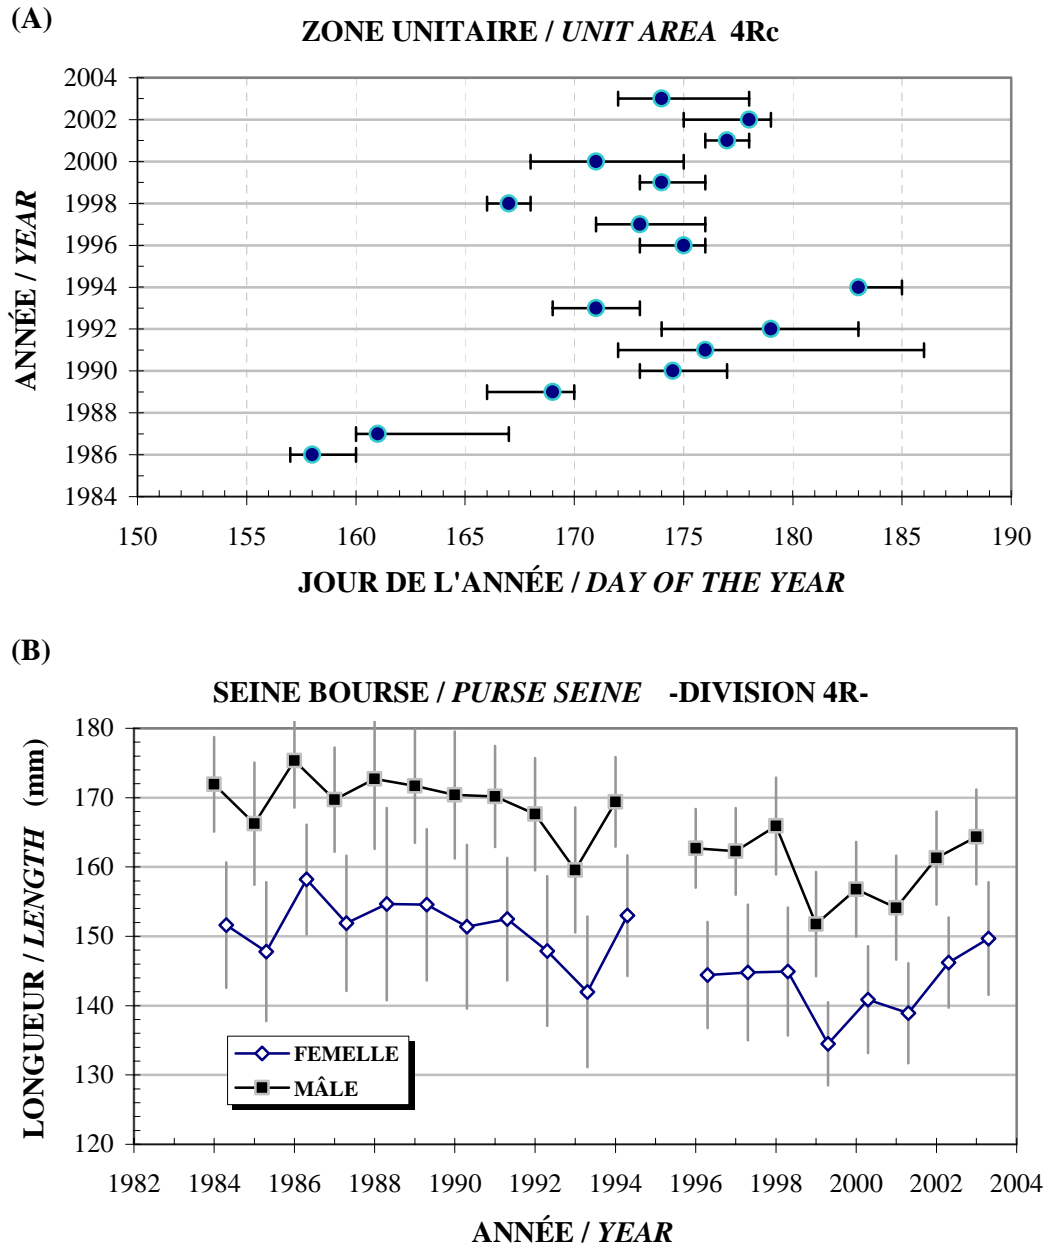 (A)
ZONE UNITAIRE / UNIT AREA 4Rc
2004
2002
2000
1998
1996
1994
1992
1990
1988
1986
1984
ANNÉE / YEAR
150 155 160 165 170 175 180 185 190
JOUR DE L'ANNÉE / DAY OF THE YEAR
(B)
SEINE BOURSE / PURSE SEINE -DIVISION 4R-
180
170
160
150
140
130
120
LONGUEUR / LENGTH (mm)
FEMELLE
MÂLE
1982 1984 1986 1988 1990 1992 1994 1996 1998 2000 2002 2004
ANNÉE / YEAR